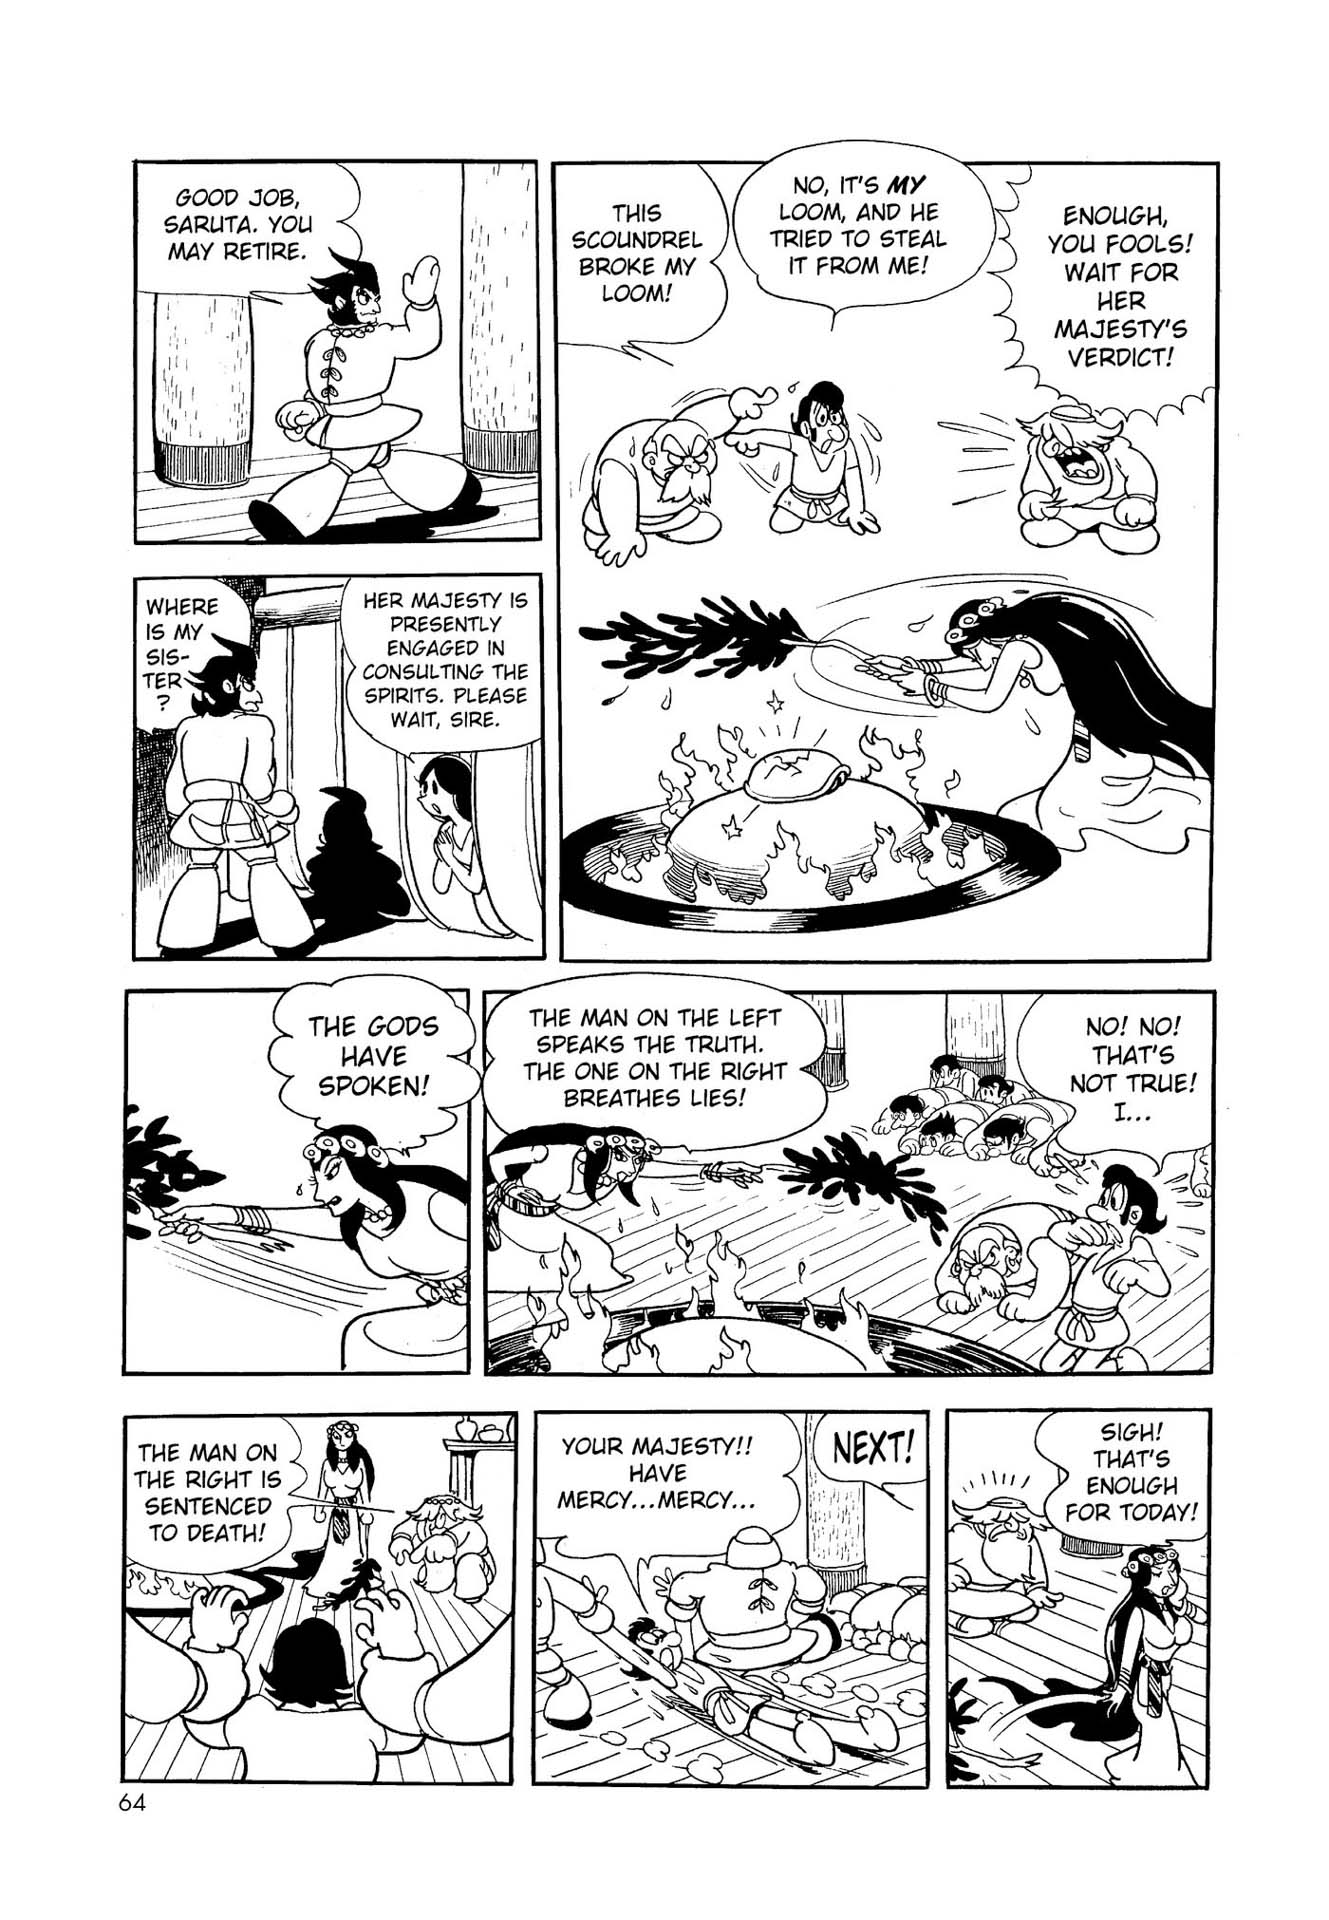 GOOD JOB,
SARUTA. YOU
MAY RETIRE.
WHERE
IS MY
SIS-
TER
?
HER MAJESTY IS
PRESENTLY
ENGAGED IN
CONSULTING THE
SPIRITS. PLEASE
WAIT, SIRE.
THIS
SCOUNDREL
BROKE MY
LOOM!
NO, IT'S MY
LOOM, AND HE
TRIED TO STEAL
IT FROM ME!
ENOUGH,
YOU FOOLS!
WAIT FOR
HER
MAJESTY'S
VERDICT!
THE GODS
HAVE
SPOKEN!
THE MAN ON THE LEFT
SPEAKS THE TRUTH.
THE ONE ON THE RIGHT
BREATHES LIES!
NO! NO!
THAT'S
NOT TRUE!
I...
THE MAN ON
THE RIGHT IS
SENTENCED
TO DEATH!
YOUR MAJESTY!!
HAVE
MERCY...MERCY...
NEXT!
SIGH!
THAT'S
ENOUGH
FOR TODAY!
64